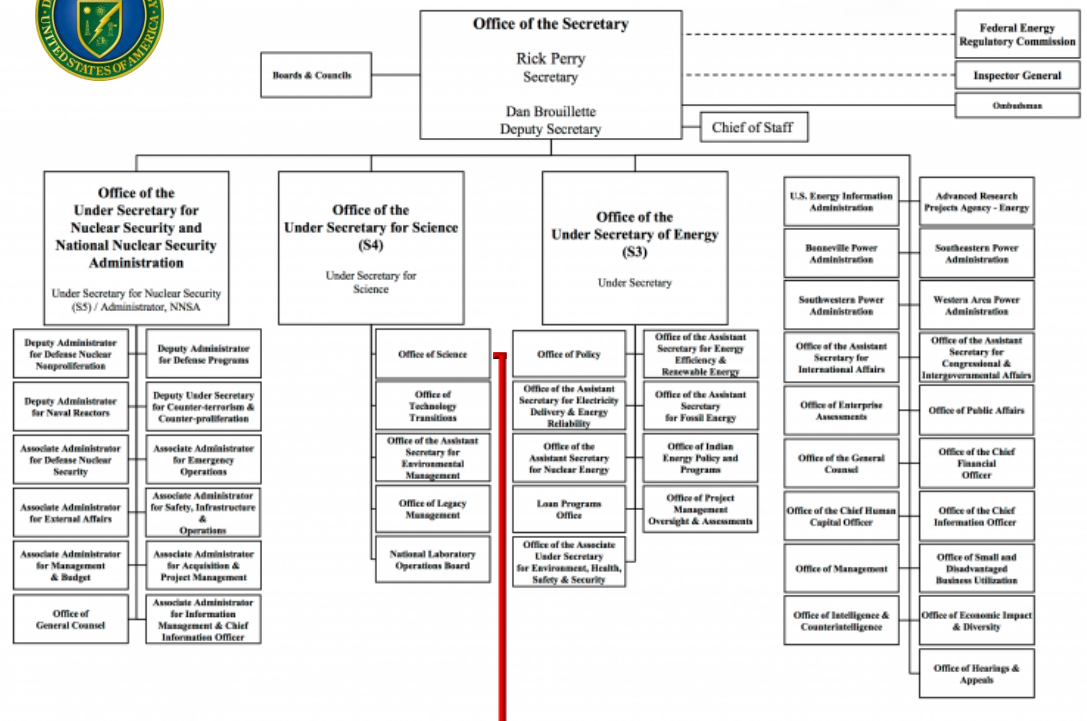 UNITED STATES OF AMERICA
Office of the Secretary
Rick Perry
Secretary
Dan Brouillette
Deputy Secretary
Boards & Councils
Federal Energy
Regulatory Commission
Inspector General
Ombudsman
Chief of Staff
Office of the
Under Secretary for
Nuclear Security and
National Nuclear Security
Administration
Under Secretary for Nuclear Security
(S5) / Administrator, NNSA
Office of the
Under Secretary for Science
(S4)
Under Secretary for
Science
Office of the
Under Secretary of Energy
(S3)
Under Secretary
Deputy Administrator
for Defense Nuclear
Nonproliferation
Deputy Administrator
for Defense Programs
Deputy Administrator
for Naval Reactors
Deputy Under Secretary
for Counter-terrorism &
Counter-proliferation
Associate Administrator
for Defense Nuclear
Security
Associate Administrator
for Emergency
Operations
Associate Administrator
for External Affairs
Associate Administrator
for Safety, Infrastructure
&
Operations
Associate Administrator
for Management
& Budget
Associate Administrator
for Acquisition &
Project Management
Office of
General Counsel
Associate Administrator
for Information
Management & Chief
Information Officer
Office of Science
Office of
Technology
Transitions
Office of the Assistant
Secretary for
Environmental
Management
Office of Legacy
Management
National Laboratory
Operations Board
Office of Policy
Office of the Assistant
Secretary for Energy
Efficiency &
Renewable Energy
Office of the Assistant
Secretary for Electricity
Delivery & Energy
Reliability
Office of the Assistant
Secretary
for Fossil Energy
Office of the
Assistant Secretary
for Nuclear Energy
Office of Indian
Energy Policy and
Programs
Loan Programs
Office
Office of Project
Management
Oversight & Assessments
Office of the Associate
Under Secretary
for Environment, Health,
Safety & Security
U.S. Energy Information
Administration
Advanced Research
Projects Agency - Energy
Bonneville Power
Administration
Southeastern Power
Administration
Southwestern Power
Administration
Western Area Power
Administration
Office of the Assistant
Secretary for
International Affairs
Office of the Assistant
Secretary for
Congressional &
Intergovernmental Affairs
Office of Enterprise
Assessments
Office of Public Affairs
Office of the General
Counsel
Office of the Chief
Financial
Officer
Office of the Chief Human
Capital Officer
Office of the Chief
Information Officer
Office of Management
Office of Small and
Disadvantaged
Business Utilization
Office of Intelligence &
Counterintelligence
Office of Economic Impact
& Diversity
Office of Hearings &
Appeals